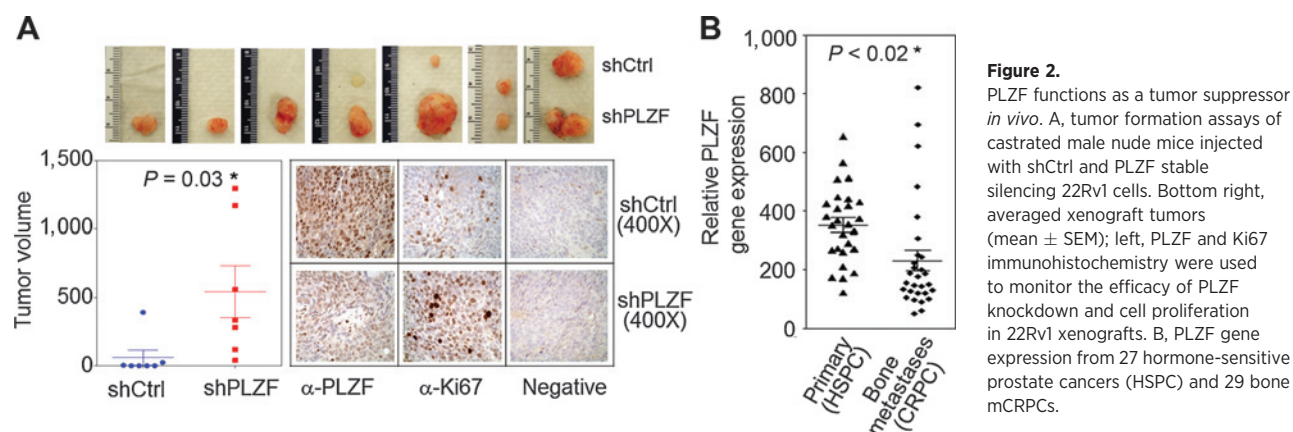 A
shCtrl
shPLZF
1,500
1,000
500
0
Tumor volume
P = 0.03 *
shCtrl
shPLZF
shCtrl
(400X)
shPLZF
(400X)
α-PLZF
α-Ki67
Negative
B
1,000
800
600
400
200
0
Relative PLZF
gene expression
P < 0.02 *
Primary
(HSPC)
Bone
metastases
(CRPC)
Figure 2.
PLZF functions as a tumor suppressor
in vivo. A, tumor formation assays of
castrated male nude mice injected
with shCtrl and PLZF stable
silencing 22Rv1 cells. Bottom right,
averaged xenograft tumors
(mean ± SEM); left, PLZF and Ki67
immunohistochemistry were used
to monitor the efficacy of PLZF
knockdown and cell proliferation
in 22Rv1 xenografts. B, PLZF gene
expression from 27 hormone-sensitive
prostate cancers (HSPC) and 29 bone
mCRPCs.